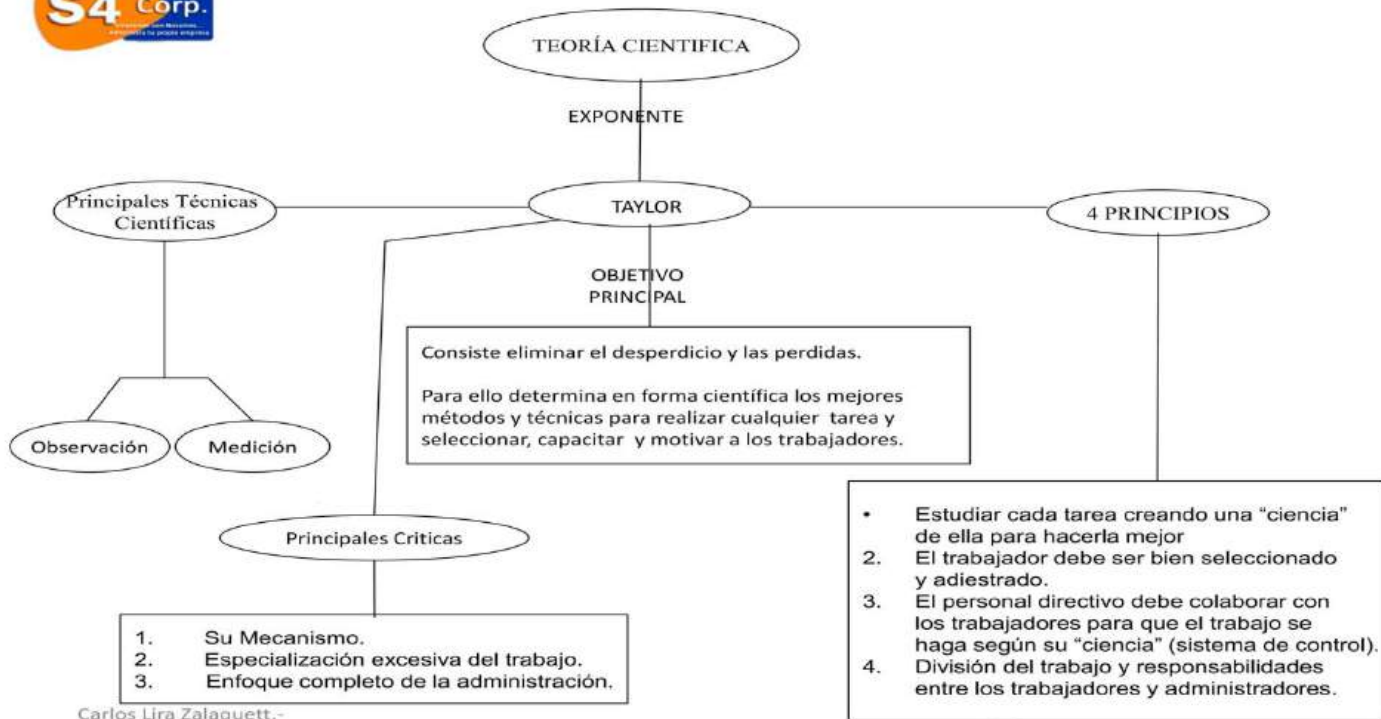 S4 Corp.
TEORÍA CIENTIFICA
EXPONENTE
Principales Técnicas
Científicas
TAYLOR
4 PRINCIPIOS
OBJETIVO
PRINCIPAL
Consiste eliminar el desperdicio y las perdidas.
Para ello determina en forma científica los mejores
métodos y técnicas para realizar cualquier tarea y
seleccionar, capacitar y motivar a los trabajadores.
Observación
Medición
Principales Criticas
1. Su Mecanismo.
2. Especialización excesiva del trabajo.
3. Enfoque completo de la administración.
• Estudiar cada tarea creando una “ciencia”
de ella para hacerla mejor
2. El trabajador debe ser bien seleccionado
y adiestrado.
3. El personal directivo debe colaborar con
los trabajadores para que el trabajo se
haga según su “ciencia” (sistema de control).
4. División del trabajo y responsabilidades
entre los trabajadores y administradores.
Carlos Lira Zalaquett.-